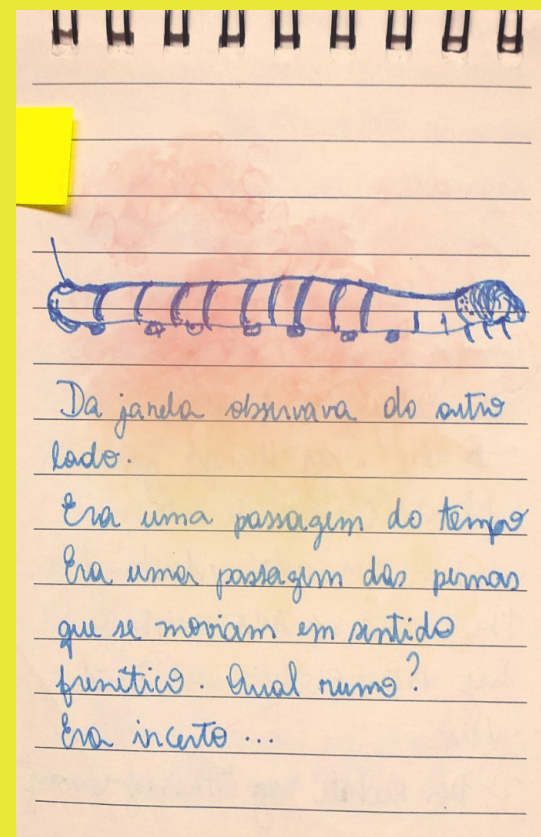 Da janela observava do outro
lado.
Era uma passagem do tempo
Era uma passagem das pernas
que se moviam em sentido
frenético. Qual rumo?
Era incerto...